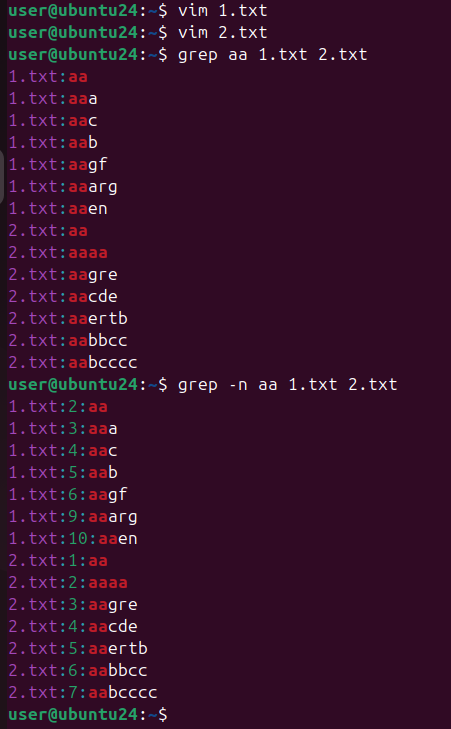 user@ubuntu24:~$ vim 1.txt
user@ubuntu24:~$ vim 2.txt
user@ubuntu24:~$ grep aa 1.txt 2.txt
1.txt:aa
1.txt:aaa
1.txt:aac
1.txt:aab
1.txt:aagf
1.txt:aaarg
1.txt:aaen
2.txt:aa
2.txt:aaaa
2.txt:aagre
2.txt:aacde
2.txt:aaertb
2.txt:aabbcc
2.txt:aabcccc
user@ubuntu24:~$ grep -n aa 1.txt 2.txt
1.txt:2:aa
1.txt:3:aaa
1.txt:4:aac
1.txt:5:aab
1.txt:6:aagf
1.txt:9:aaarg
1.txt:10:aaen
2.txt:1:aa
2.txt:2:aaaa
2.txt:3:aagre
2.txt:4:aacde
2.txt:5:aaertb
2.txt:6:aabbcc
2.txt:7:aabcccc
user@ubuntu24:~$